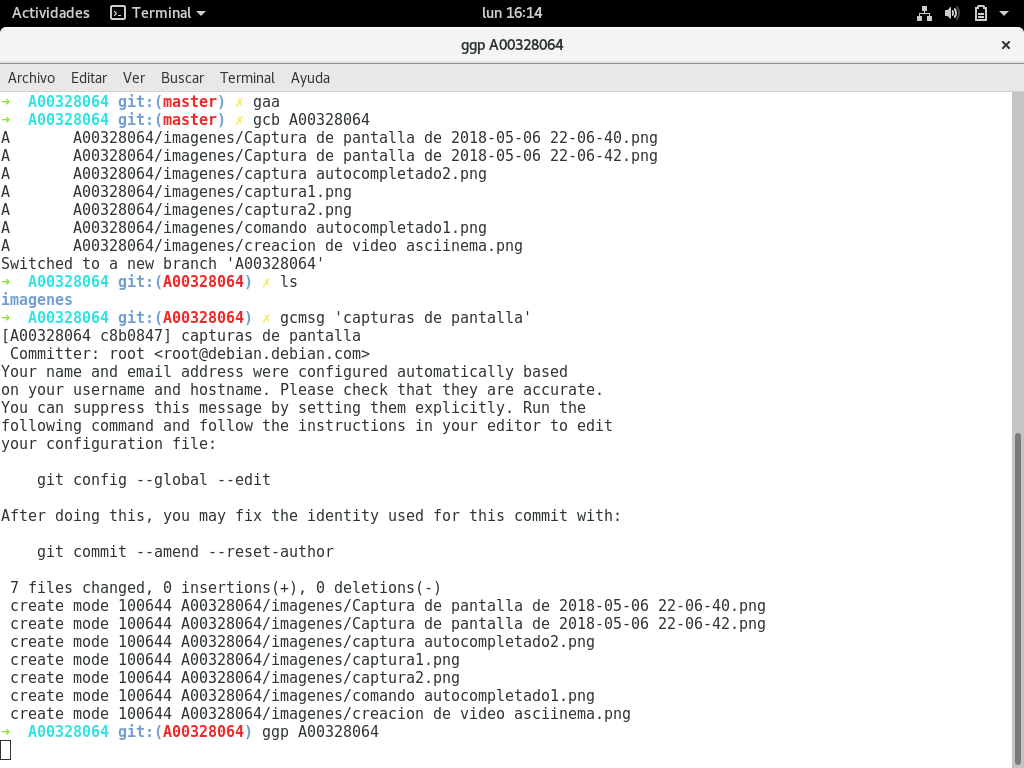 Actividades Terminal lun 16:14
ggp A00328064 ×
Archivo Editar Ver Buscar Terminal Ayuda
➜  A00328064 git:(master) ✗ gaa
➜  A00328064 git:(master) ✗ gcb A00328064
A       A00328064/imagenes/Captura de pantalla de 2018-05-06 22-06-40.png
A       A00328064/imagenes/Captura de pantalla de 2018-05-06 22-06-42.png
A       A00328064/imagenes/captura autocompletado2.png
A       A00328064/imagenes/captura1.png
A       A00328064/imagenes/captura2.png
A       A00328064/imagenes/comando autocompletado1.png
A       A00328064/imagenes/creacion de video asciinema.png
Switched to a new branch 'A00328064'
➜  A00328064 git:(A00328064) ✗ ls
imagenes
➜  A00328064 git:(A00328064) ✗ gcmsg 'capturas de pantalla'
[A00328064 c8b0847] capturas de pantalla
 Committer: root <root@debian.debian.com>
Your name and email address were configured automatically based
on your username and hostname. Please check that they are accurate.
You can suppress this message by setting them explicitly. Run the
following command and follow the instructions in your editor to edit
your configuration file:

    git config --global --edit

After doing this, you may fix the identity used for this commit with:

    git commit --amend --reset-author

 7 files changed, 0 insertions(+), 0 deletions(-)
 create mode 100644 A00328064/imagenes/Captura de pantalla de 2018-05-06 22-06-40.png
 create mode 100644 A00328064/imagenes/Captura de pantalla de 2018-05-06 22-06-42.png
 create mode 100644 A00328064/imagenes/captura autocompletado2.png
 create mode 100644 A00328064/imagenes/captura1.png
 create mode 100644 A00328064/imagenes/captura2.png
 create mode 100644 A00328064/imagenes/comando autocompletado1.png
 create mode 100644 A00328064/imagenes/creacion de video asciinema.png
➜  A00328064 git:(A00328064) ggp A00328064